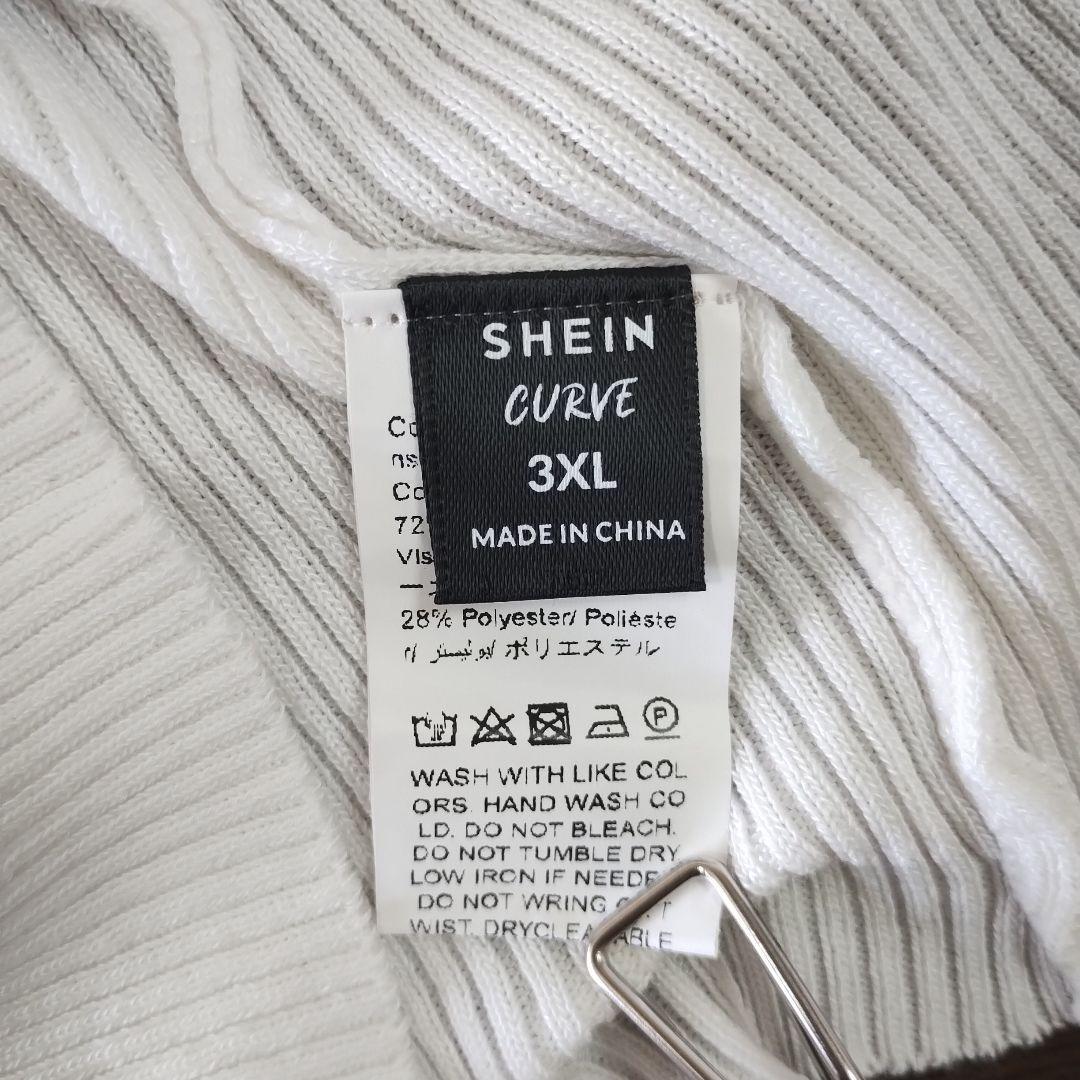 SHEIN
CURVE
3XL
MADE IN CHINA
28% Polyester/ Poliéste
r/ بوليستر/ ポリエステル
P
WASH WITH LIKE COL
ORS. HAND WASH CO
LD. DO NOT BLEACH.
DO NOT TUMBLE DRY
LOW IRON IF NEEDE
DO NOT WRING
WIST. DRYCLEA ABLE